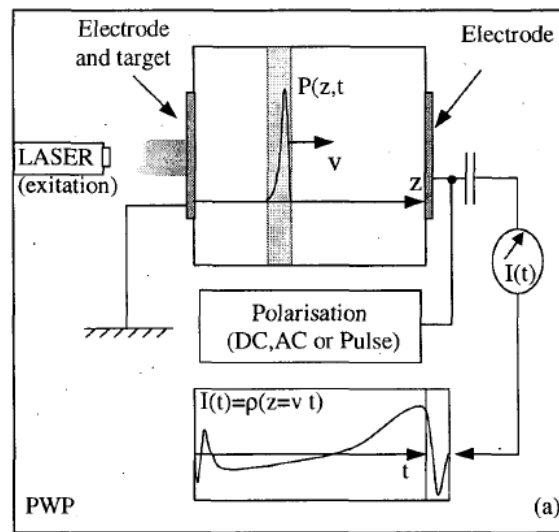 Electrode
and target
Electrode
P(z,t
v
LASER
(exitation)
z
I(t)
Polarisation
(DC,AC or Pulse)
I(t)=ρ(z=v t)
t
PWP
(a)